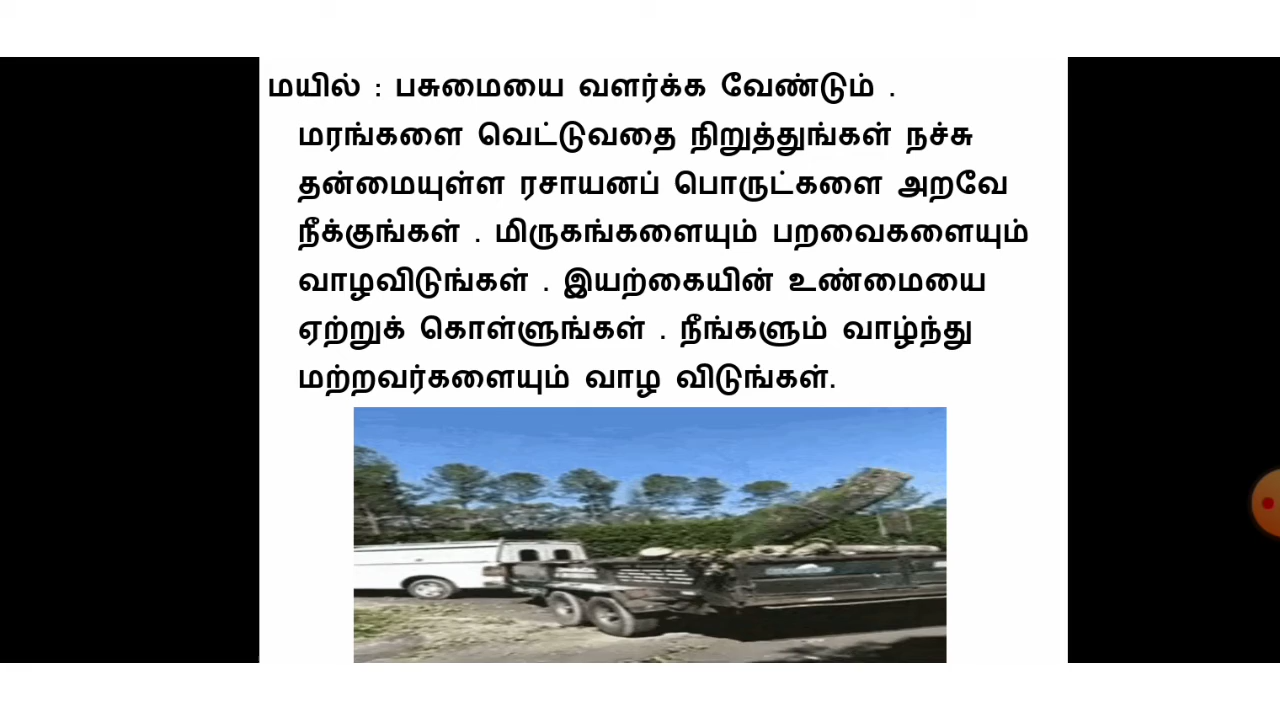 மயில் : பசுமையை வளர்க்க வேண்டும் .
மரங்களை வெட்டுவதை நிறுத்துங்கள் நச்சு
தன்மையுள்ள ரசாயனப் பொருட்களை அறவே
நீக்குங்கள் . மிருகங்களையும் பறவைகளையும்
வாழவிடுங்கள் . இயற்கையின் உண்மையை
ஏற்றுக் கொள்ளுங்கள் . நீங்களும் வாழ்ந்து
மற்றவர்களையும் வாழ விடுங்கள்.